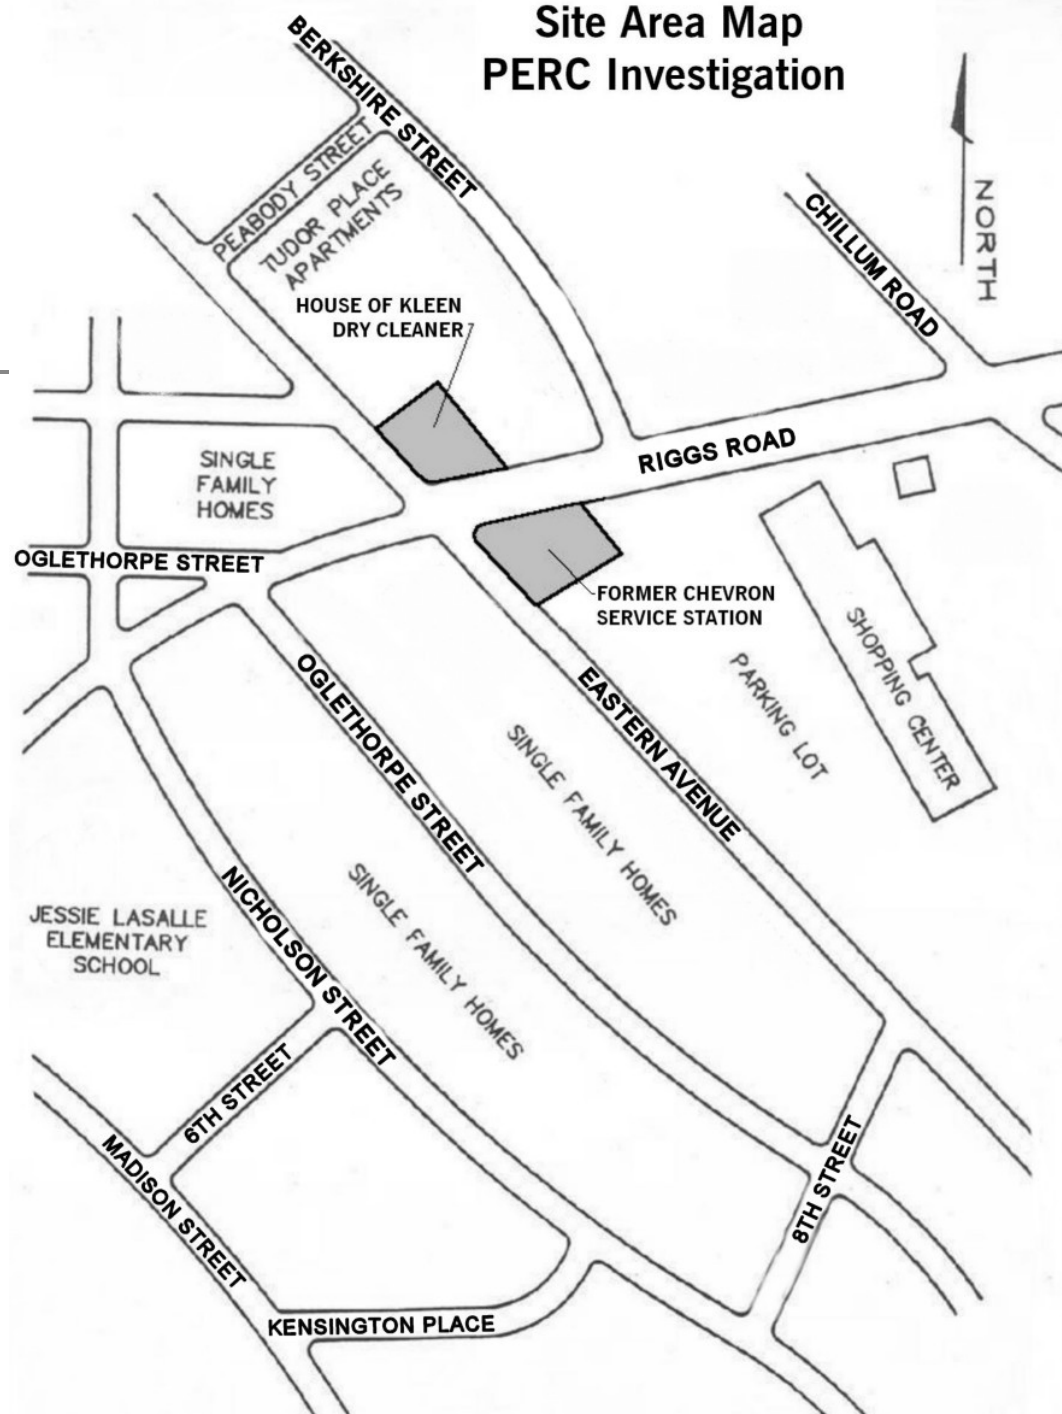 Site Area Map
PERC Investigation
BERKSHIRE STREET
PEABODY STREET
TUDOR PLACE
APARTMENTS
NORTH
CHILLUM ROAD
HOUSE OF KLEEN
DRY CLEANER
RIGGS ROAD
SINGLE
FAMILY
HOMES
OGLETHORPE STREET
FORMER CHEVRON
SERVICE STATION
SHOPPING CENTER
PARKING LOT
EASTERN AVENUE
OGLETHORPE STREET
SINGLE FAMILY HOMES
SINGLE FAMILY HOMES
NICHOLSON STREET
JESSIE LASALLE
ELEMENTARY
SCHOOL
6TH STREET
MADISON STREET
8TH STREET
KENSINGTON PLACE